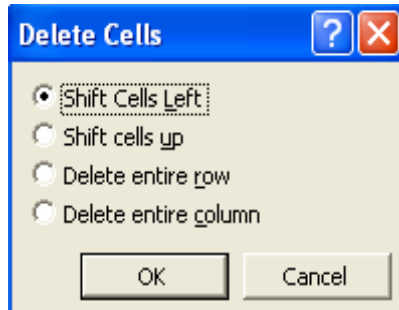 Delete Cells
?
Shift Cells Left
Shift cells up
Delete entire row
Delete entire column
OK Cancel